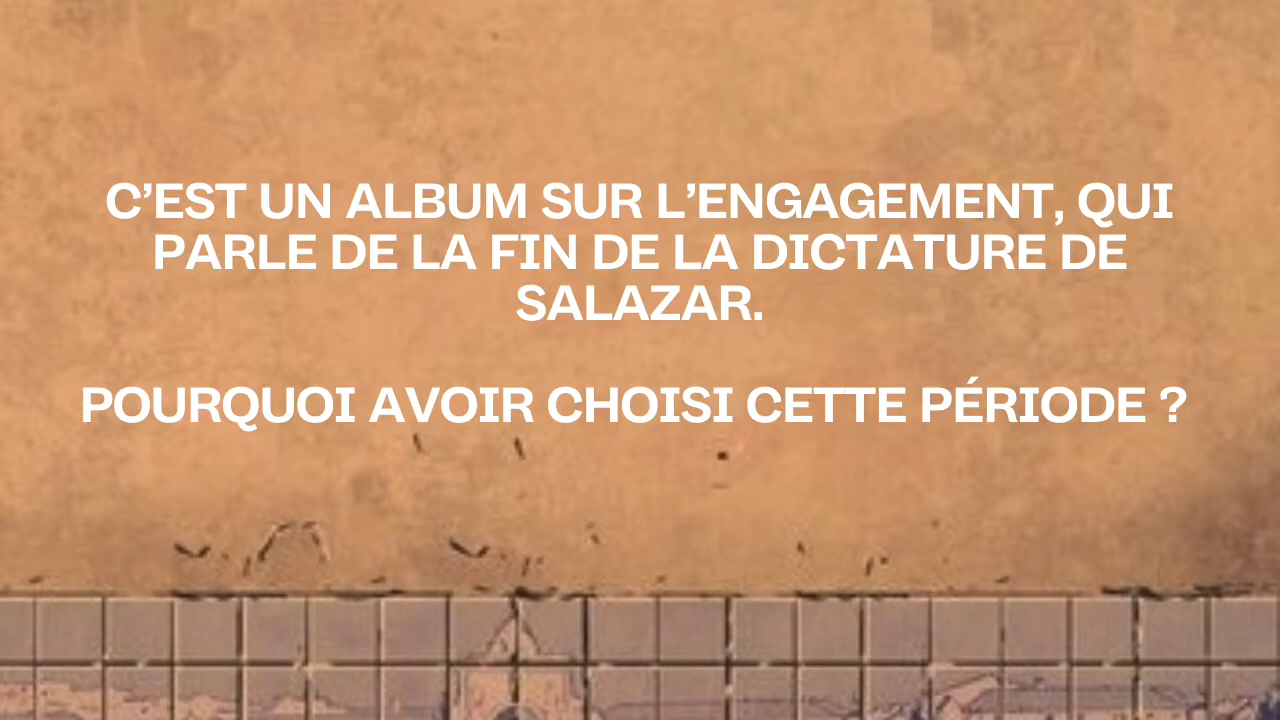 C’EST UN ALBUM SUR L’ENGAGEMENT, QUI
PARLE DE LA FIN DE LA DICTATURE DE
SALAZAR.
POURQUOI AVOIR CHOISI CETTE PÉRIODE ?